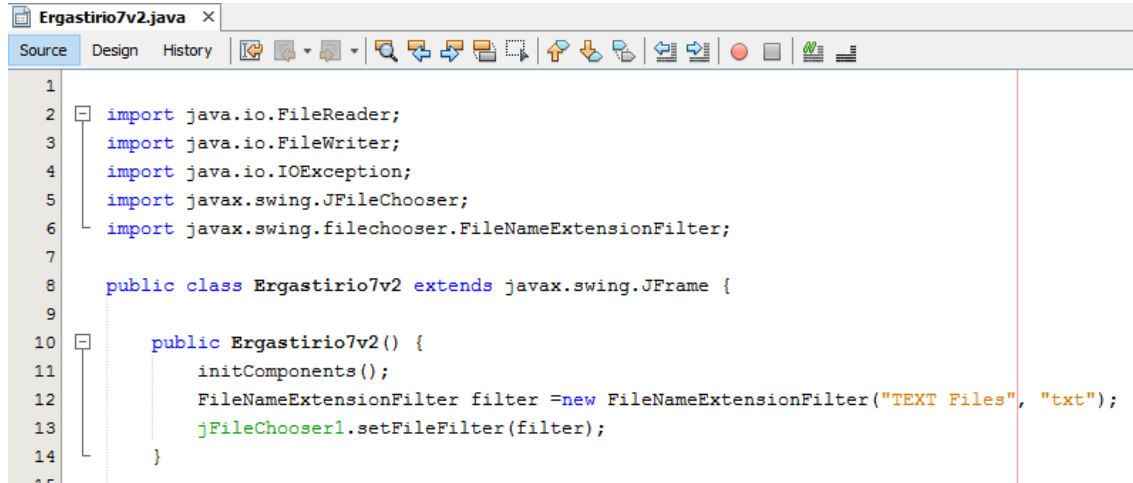 Ergastirio7v2.java ×
Source Design History
1
2 import java.io.FileReader;
3 import java.io.FileWriter;
4 import java.io.IOException;
5 import javax.swing.JFileChooser;
6 import javax.swing.filechooser.FileNameExtensionFilter;
7
8 public class Ergastirio7v2 extends javax.swing.JFrame {
9
10 public Ergastirio7v2() {
11 initComponents();
12 FileNameExtensionFilter filter =new FileNameExtensionFilter("TEXT Files", "txt");
13 jFileChooser1.setFileFilter(filter);
14 }